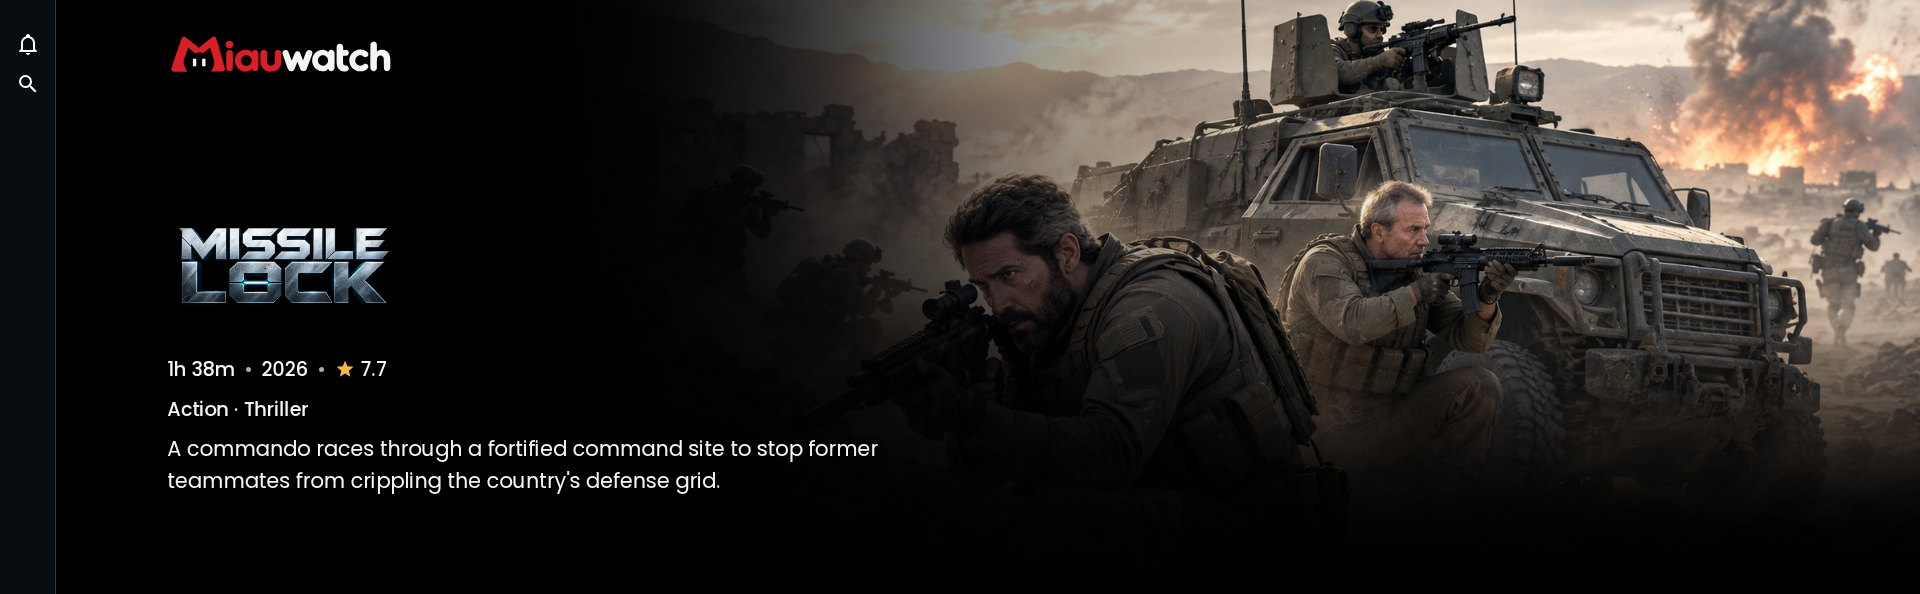 Miauwatch
MISSILE
LOCK
1h 38m • 2026 • ★ 7.7
Action · Thriller
A commando races through a fortified command site to stop former
teammates from crippling the country's defense grid.